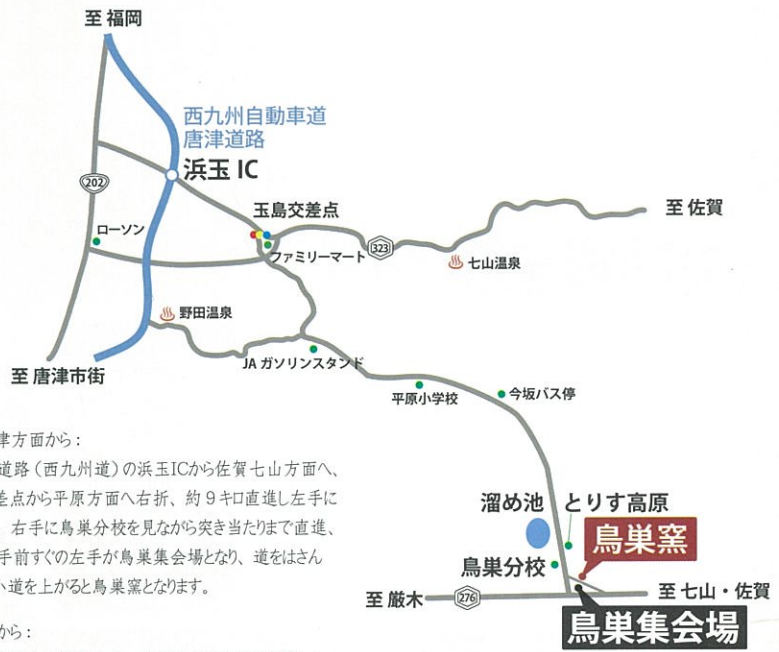 至 福岡
西九州自動車道
唐津道路
浜玉 IC
202
玉島交差点
至 佐賀
ローソン
ファミリーマート
323
七山温泉
野田温泉
至 唐津市街
JA ガソリンスタンド
平原小学校
今坂バス停
津方面から：
道路（西九州道）の浜玉ICから佐賀七山方面へ、
差点から平原方面へ右折、約９キロ直進し左手に
右手に鳥巣分校を見ながら突き当たりまで直進、
手前すぐの左手が鳥巣集会場となり、道をはさん
い道を上がると鳥巣窯となります。
から：
溜め池
とりす高原
鳥巣窯
鳥巣分校
至 厳木
276
至 七山・佐賀
鳥巣集会場